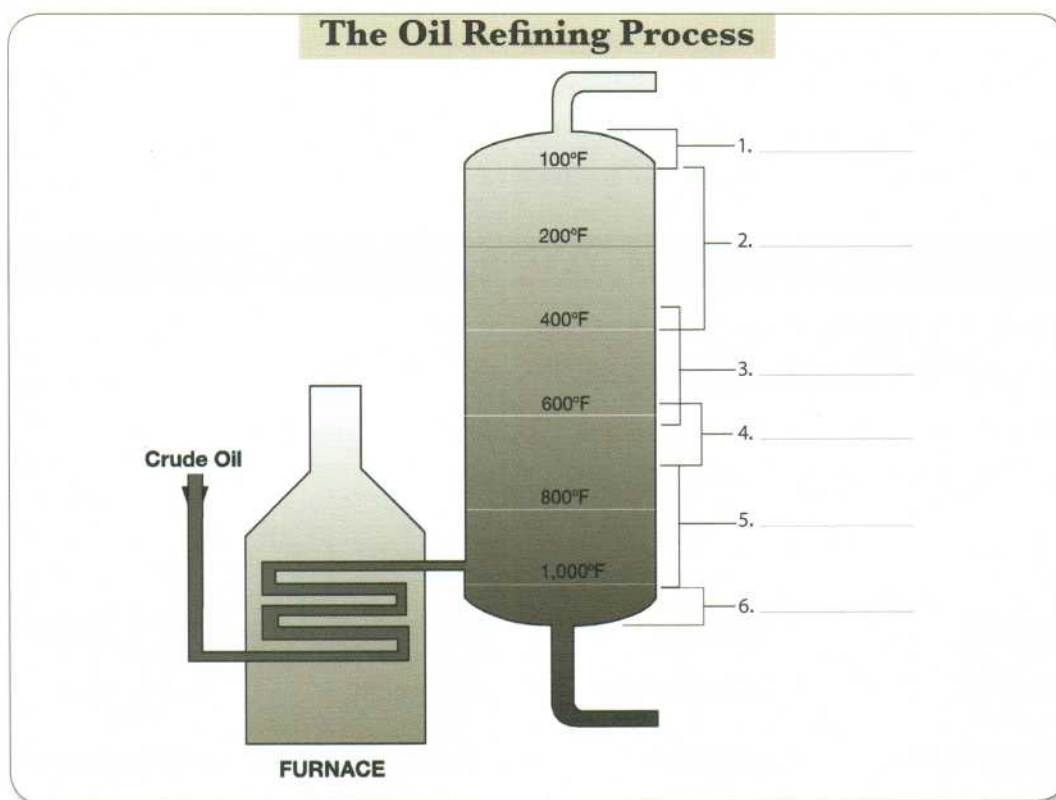 The Oil Refining Process
100°F
1.
200°F
2.
400°F
3.
600°F
4.
Crude Oil
800°F
5.
1,000°F
6.
FURNACE